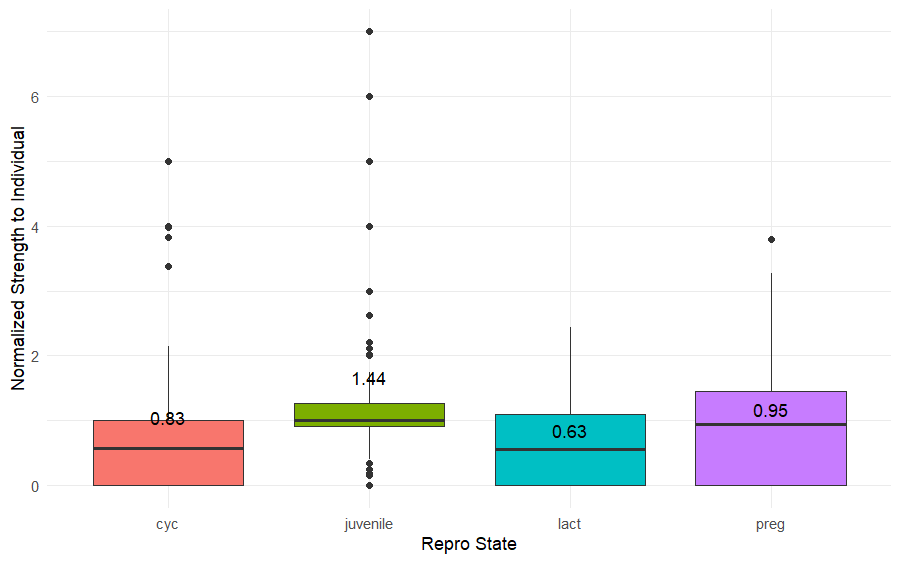 Normalized Strength to Individual
6
4
2
0
0.83
1.44
0.63
0.95
cyc
juvenile
lact
preg
Repro State